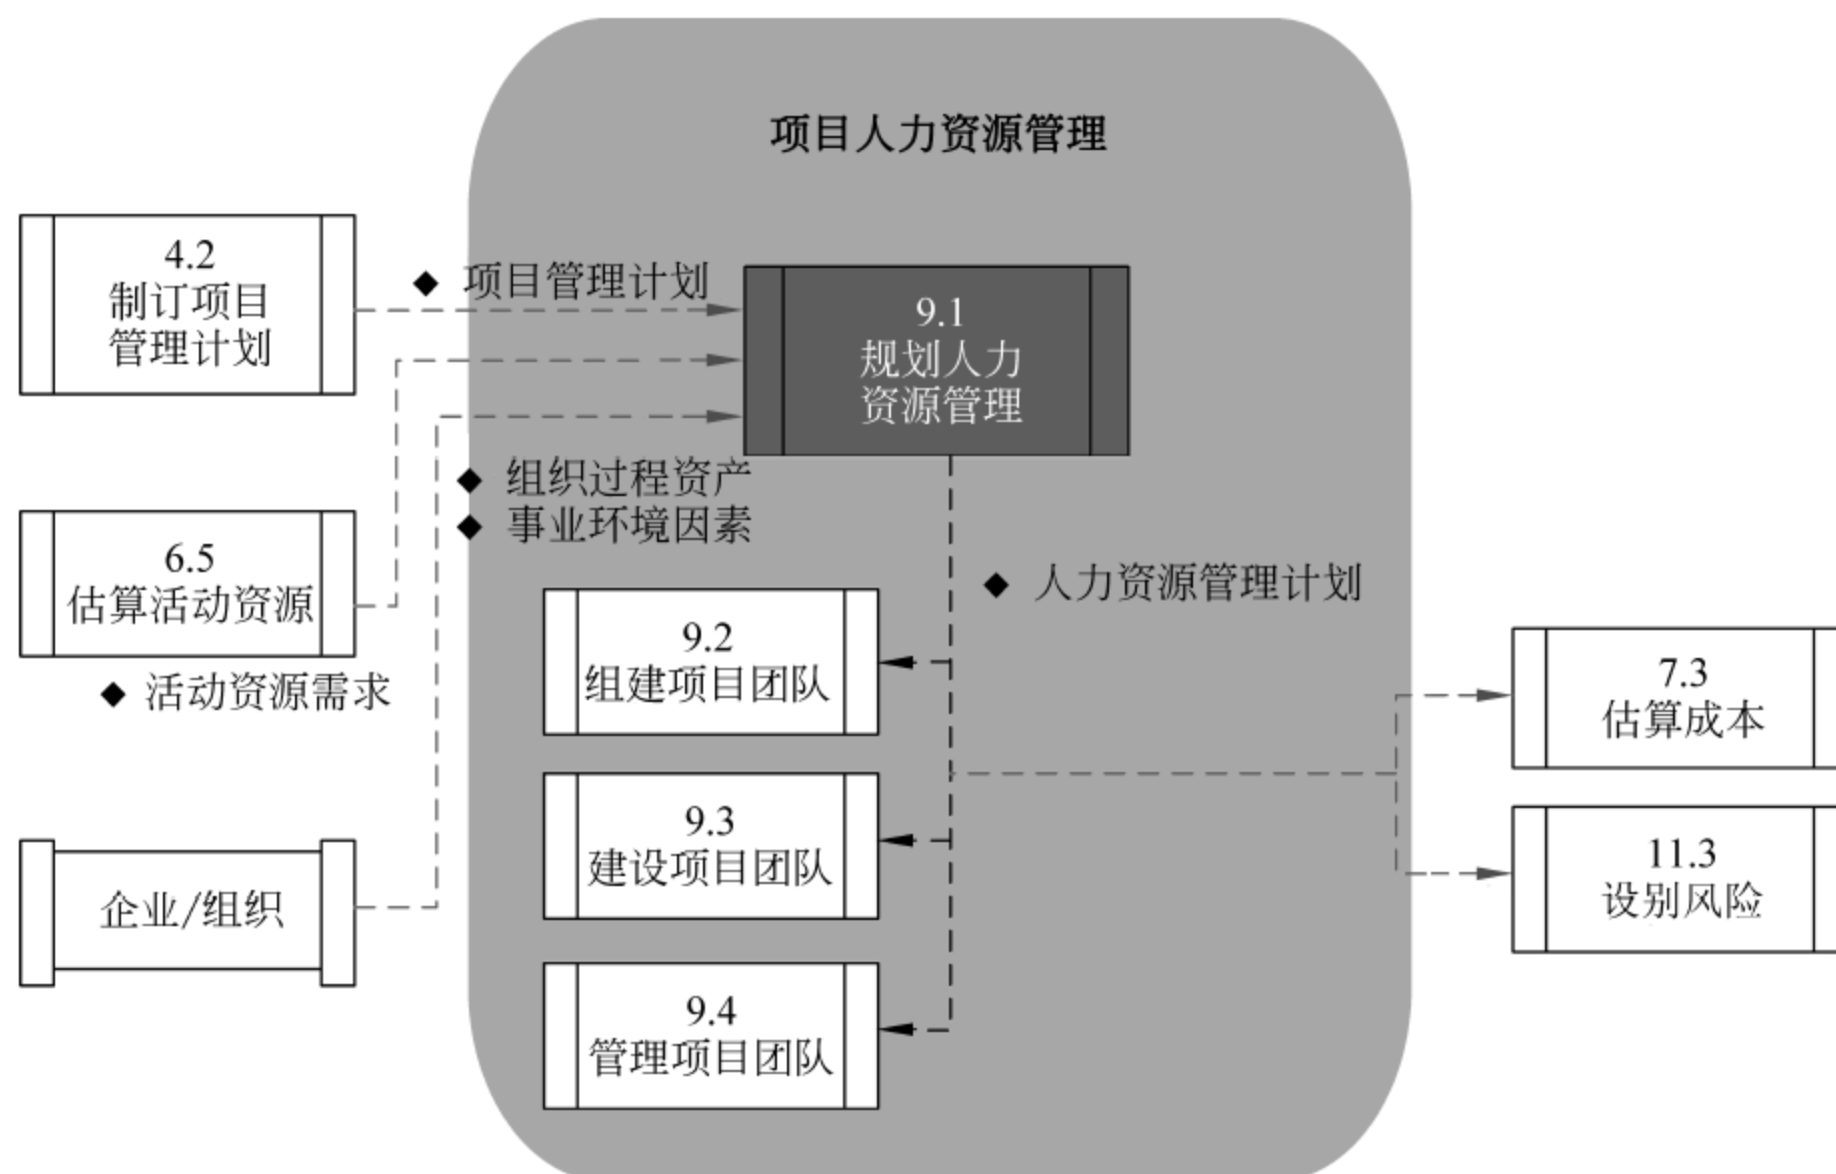 项目人力资源管理
4.2
制订项目
管理计划
◆ 项目管理计划
9.1
规划人力
资源管理
◆ 组织过程资产
◆ 事业环境因素
6.5
估算活动资源
◆ 活动资源需求
企业/组织
◆ 人力资源管理计划
9.2
组建项目团队
9.3
建设项目团队
9.4
管理项目团队
7.3
估算成本
11.3
设别风险